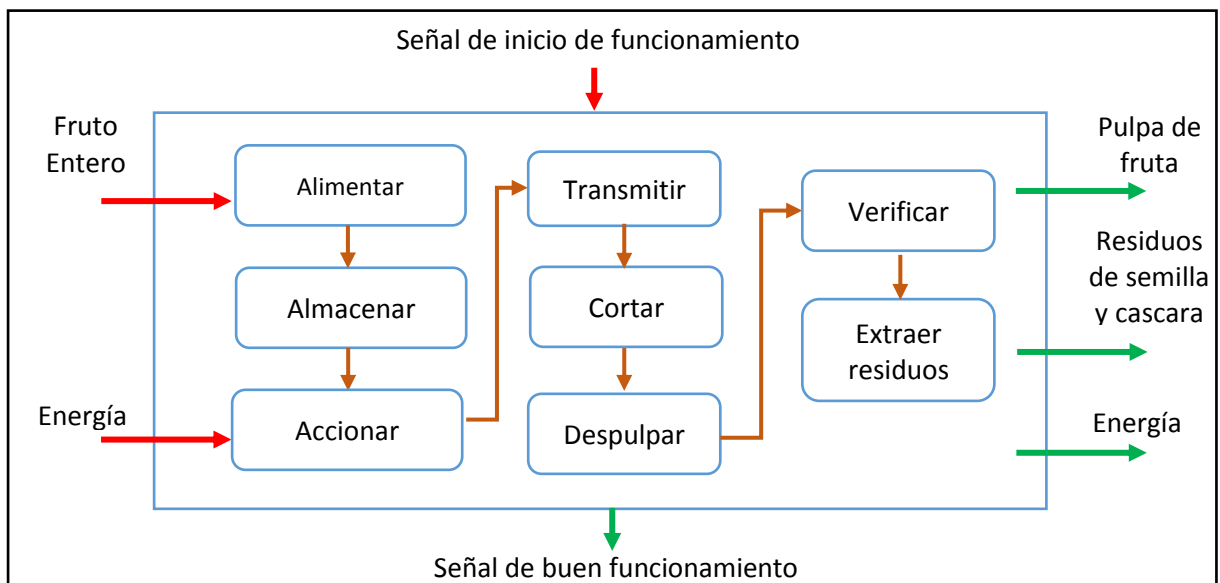 Señal de inicio de funcionamiento
Fruto
Entero
Energía
Alimentar
Almacenar
Accionar
Transmitir
Cortar
Despulpar
Verificar
Extraer
residuos
Pulpa de
fruta
Residuos
de semilla
y cascara
Energía
Señal de buen funcionamiento